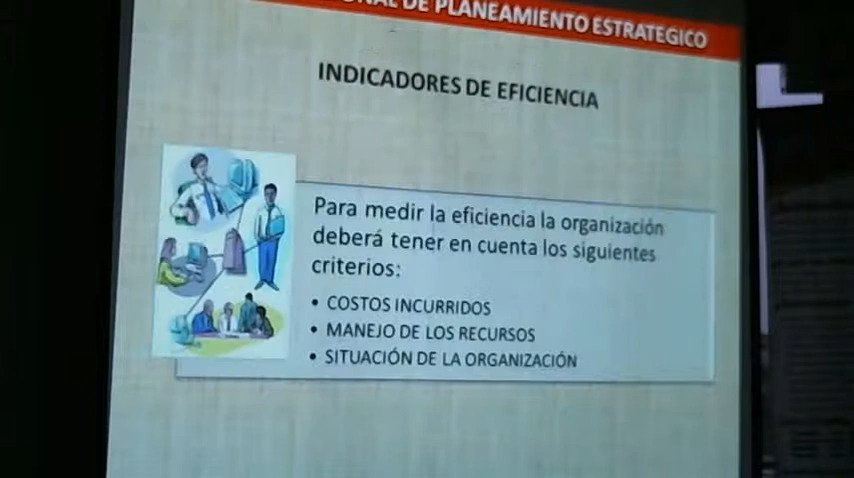 DE PLANEAMIENTO ESTRATEGICO
INDICADORES DE EFICIENCIA
Para medir la eficiencia la organización
deberá tener en cuenta los siguientes
criterios:
• COSTOS INCURRIDOS
• MANEJO DE LOS RECURSOS
• SITUACIÓN DE LA ORGANIZACIÓN